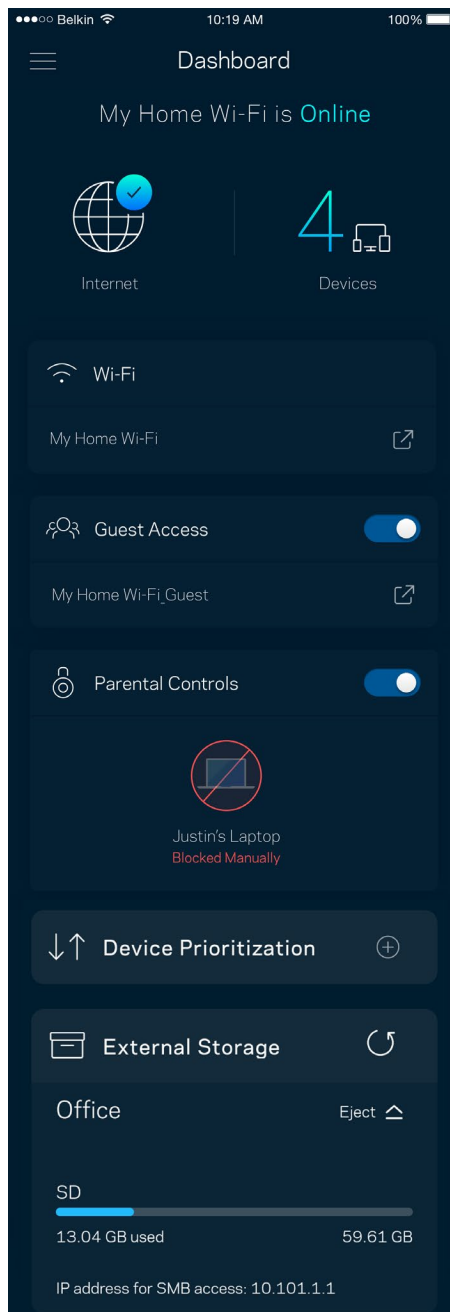 Belkin 10:19 AM 100%
Dashboard
My Home Wi-Fi is Online
4
Internet Devices
Wi-Fi
My Home Wi-Fi
Guest Access
My Home Wi-Fi_Guest
Parental Controls
Justin's Laptop
Blocked Manually
Device Prioritization
External Storage
Office Eject
SD
13.04 GB used 59.61 GB
IP address for SMB access: 10.101.1.1